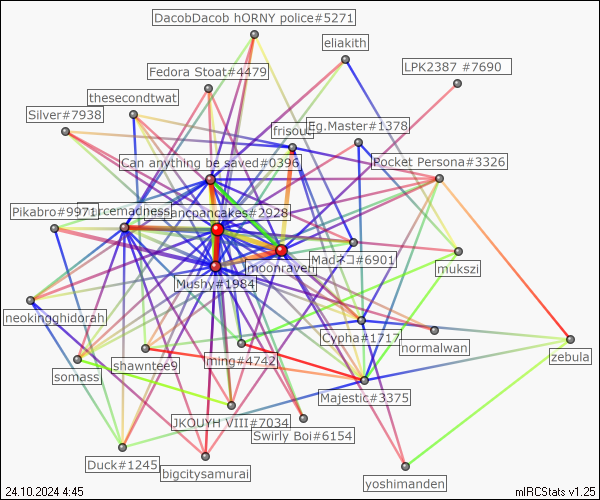 DacobDacob hORNY police#5271
eliakith
Fedora Stoat#4479
LPK2387 #7690
thesecondtwat
Silver#7938
frisous
Eg.Master#1378
Can anything be saved#0396
Pocket Persona#3326
Pikabro#9971
rcemadness
ancpancakes#2928
Madネコ#6901
mukszi
moonraven
Mushy#1984
neokingghidorah
Cypha#1717
normalwan
zebula
somass
shawntee9
ming#4742
Majestic#3375
JKOUYH VIII#7034
Swirly Boi#6154
Duck#1245
bigcitysamurai
yoshimanden
24.10.2024 4:45
mIRCStats v1.25